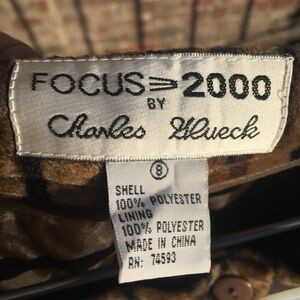 FOCUS 2000
BY
Charles Glueck
8
SHELL
100% POLYESTER
LINING
100% POLYESTER
MADE IN CHINA
RN: 74593